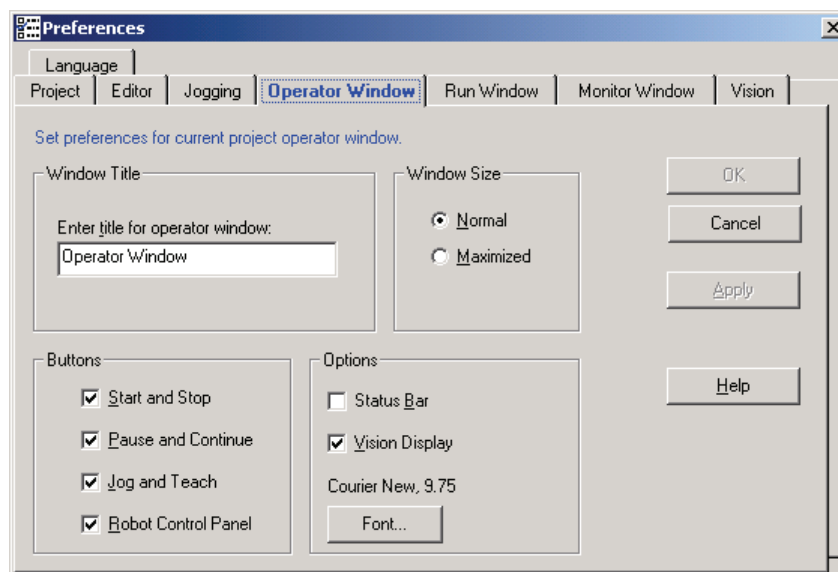 Preferences
Language
Project Editor Jogging Operator Window Run Window Monitor Window Vision
Set preferences for current project operator window.
Window Title
Enter title for operator window:
Operator Window
Window Size
Normal
Maximized
OK
Cancel
Apply
Help
Buttons
Start and Stop
Pause and Continue
Jog and Teach
Robot Control Panel
Options
Status Bar
Vision Display
Courier New, 9.75
Font...